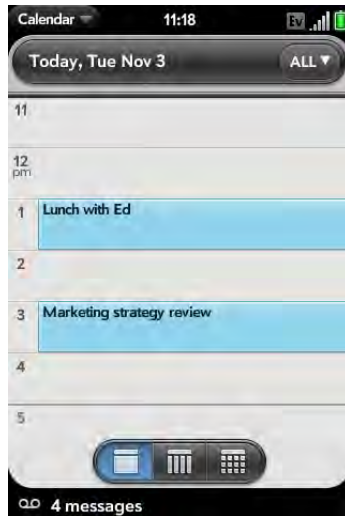 Calendar
11:18
Ev
Today, Tue Nov 3
ALL
11
12
pm
1 Lunch with Ed
2
3 Marketing strategy review
4
5
4 messages